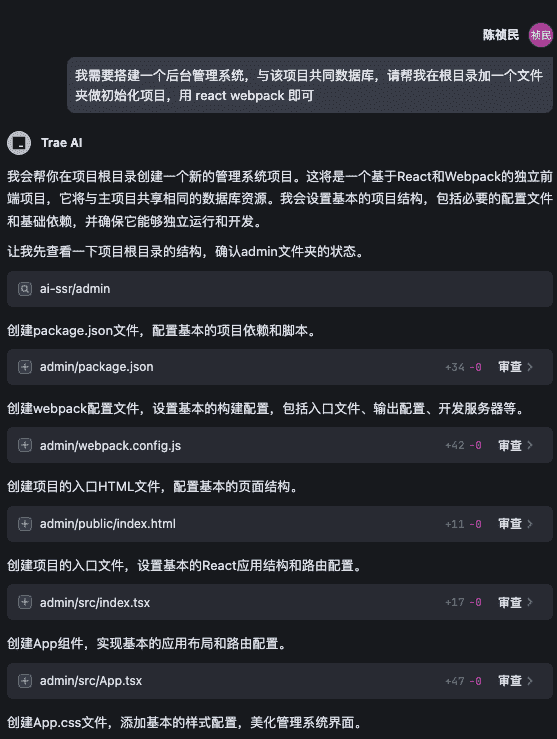 陈祯民
祯民
我需要搭建一个后台管理系统，与该项目共同数据库，请帮我在根目录加一个文件
夹做初始化项目，用 react webpack 即可
Trae AI
我会帮你在项目根目录创建一个新的管理系统项目。这将是一个基于React和Webpack的独立前
端项目，它将与主项目共享相同的数据库资源。我会设置基本的项目结构，包括必要的配置文件
和基础依赖，并确保它能够独立运行和开发。
让我先查看一下项目根目录的结构，确认admin文件夹的状态。
ai-ssr/admin
创建package.json文件，配置基本的项目依赖和脚本。
admin/package.json +34 -0 审查
创建webpack配置文件，设置基本的构建配置，包括入口文件、输出配置、开发服务器等。
admin/webpack.config.js +42 -0 审查
创建项目的入口HTML文件，配置基本的页面结构。
admin/public/index.html +11 -0 审查
创建项目的入口文件，设置基本的React应用结构和路由配置。
admin/src/index.tsx +17 -0 审查
创建App组件，实现基本的应用布局和路由配置。
admin/src/App.tsx +47 -0 审查
创建App.css文件，添加基本的样式配置，美化管理系统界面。